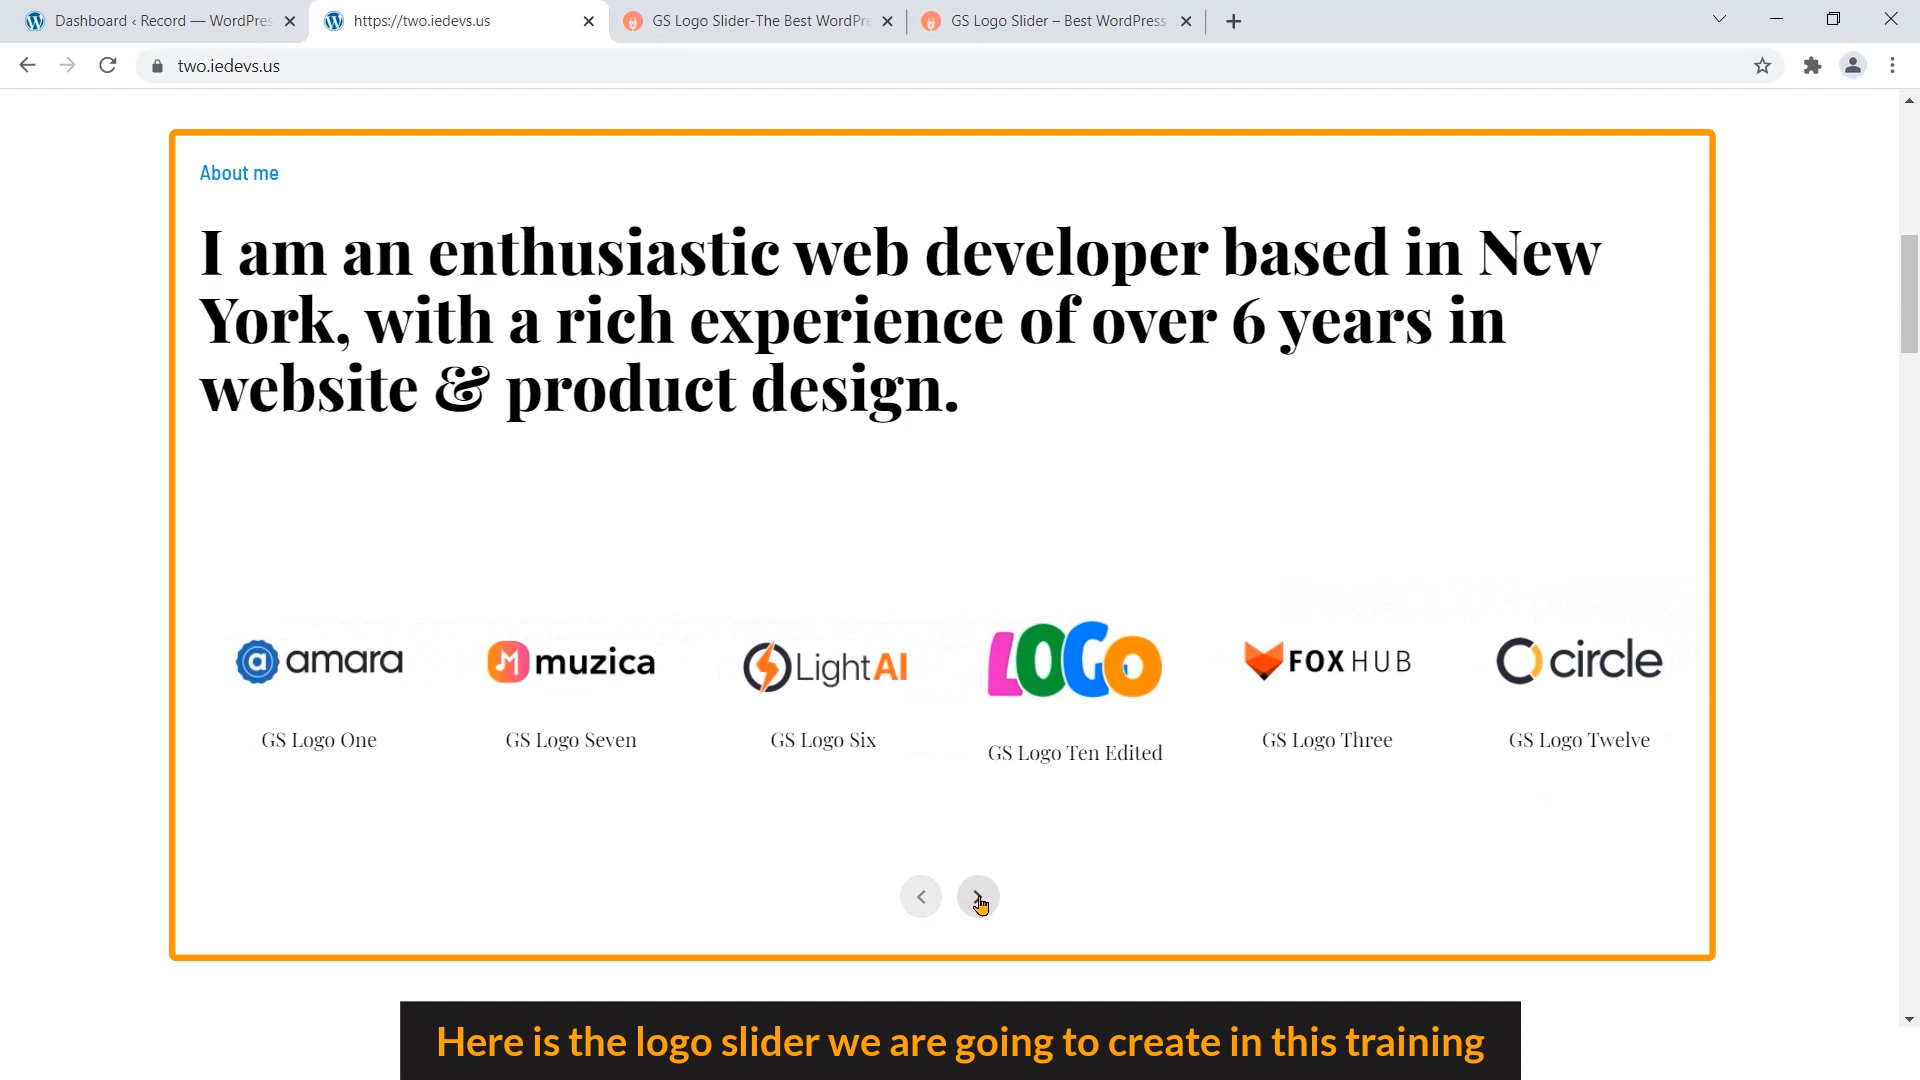 Dashboard ‹ Record — WordPres
https://two.iedevs.us
GS Logo Slider-The Best WordPre
GS Logo Slider – Best WordPress
two.iedevs.us
About me
I am an enthusiastic web developer based in New
York, with a rich experience of over 6 years in
website & product design.
amara
muzica
Light AI
LOGO
FOX HUB
circle
GS Logo One
GS Logo Seven
GS Logo Six
GS Logo Ten Edited
GS Logo Three
GS Logo Twelve
Here is the logo slider we are going to create in this training